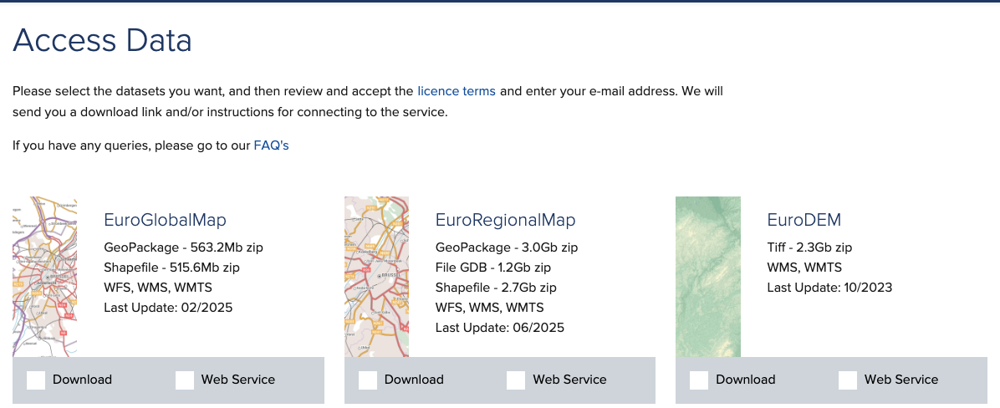 Access Data
Please select the datasets you want, and then review and accept the licence terms and enter your e-mail address. We will
send you a download link and/or instructions for connecting to the service.
If you have any queries, please go to our FAQ's
EuroGlobalMap
GeoPackage - 563.2Mb zip
Shapefile - 515.6Mb zip
WFS, WMS, WMTS
Last Update: 02/2025
Download
Web Service
EuroRegionalMap
GeoPackage - 3.0Gb zip
File GDB - 1.2Gb zip
Shapefile - 2.7Gb zip
WFS, WMS, WMTS
Last Update: 06/2025
Download
Web Service
EuroDEM
Tiff - 2.3Gb zip
WMS, WMTS
Last Update: 10/2023
Download
Web Service